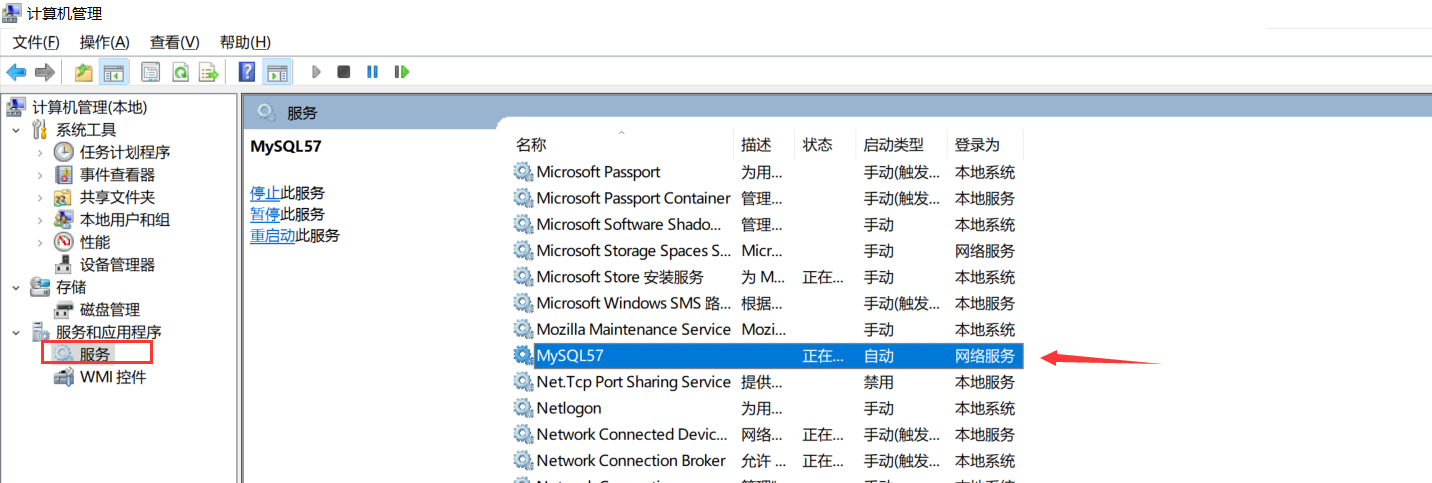 计算机管理
文件(F) 操作(A) 查看(V) 帮助(H)
计算机管理(本地)
系统工具
任务计划程序
事件查看器
共享文件夹
本地用户和组
性能
设备管理器
存储
磁盘管理
服务和应用程序
服务
WMI 控件
服务
MySQL57
停止此服务
暂停此服务
重启动此服务
名称 描述 状态 启动类型 登录为
Microsoft Passport 为用... 手动(触发... 本地系统
Microsoft Passport Container 管理... 手动(触发... 本地服务
Microsoft Software Shado... 管理... 手动 本地系统
Microsoft Storage Spaces S... Micr... 手动 网络服务
Microsoft Store 安装服务 为 M... 正在... 手动 本地系统
Microsoft Windows SMS 路... 根据... 手动(触发... 本地服务
Mozilla Maintenance Service Mozi... 手动 本地系统
MySQL57 正在... 自动 网络服务
Net.Tcp Port Sharing Service 提供... 禁用 本地服务
Netlogon 为用... 手动 本地系统
Network Connected Devic... 网络... 正在... 手动(触发... 本地服务
Network Connection Broker 允许 ... 正在... 手动(触发... 本地系统